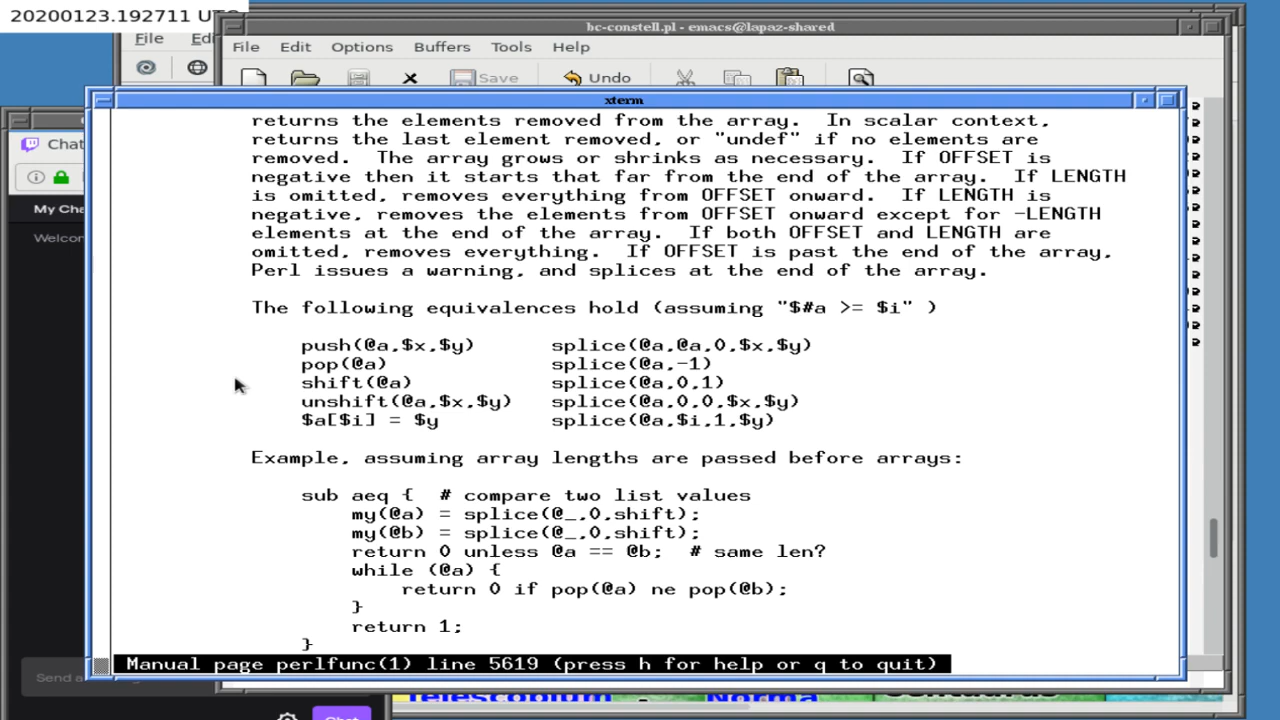 20200123.192711 UTC
File
bc-constell.pl - emacs@lapaz-shared
File Edit Options Buffers Tools Help
Save Undo
xterm
Chat
My Cha
Welcon
returns the elements removed from the array.  In scalar context,
returns the last element removed, or "undef" if no elements are
removed.  The array grows or shrinks as necessary.  If OFFSET is
negative then it starts that far from the end of the array.  If LENGTH
is omitted, removes everything from OFFSET onward.  If LENGTH is
negative, removes the elements from OFFSET onward except for -LENGTH
elements at the end of the array.  If both OFFSET and LENGTH are
omitted, removes everything.  If OFFSET is past the end of the array,
Perl issues a warning, and splices at the end of the array.
The following equivalences hold (assuming "$#a >= $i" )
push(@a,$x,$y)      splice(@a,@a,0,$x,$y)
pop(@a)             splice(@a,-1)
shift(@a)           splice(@a,0,1)
unshift(@a,$x,$y)   splice(@a,0,0,$x,$y)
$a[$i] = $y         splice(@a,$i,1,$y)
Example, assuming array lengths are passed before arrays:
sub aeq {  # compare two list values
my(@a) = splice(@_,0,shift);
my(@b) = splice(@_,0,shift);
return 0 unless @a == @b;  # same len?
while (@a) {
return 0 if pop(@a) ne pop(@b);
}
return 1;
}
Manual page perlfunc(1) line 5619 (press h for help or q to quit)
Send a
Telescopium Norma Centaurus
Chat